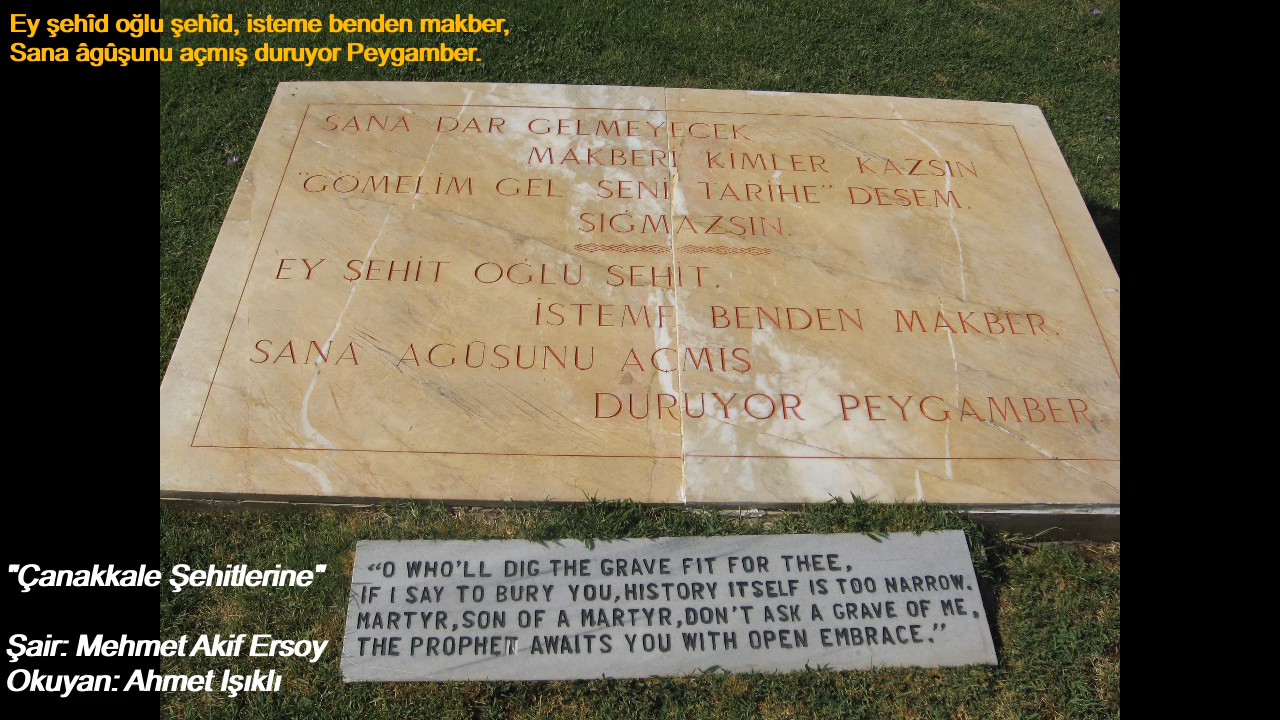 Ey şehîd oğlu şehîd, isteme benden makber,
Sana âgûşunu açmış duruyor Peygamber.
SANA DAR GELMEYECEK
MAKBERİ KİMLER KAZSIN
"GÖMELİM GEL SENİ TARİHE" DESEM.
SIĞMAZSIN.
EY ŞEHİT OĞLU ŞEHİT.
İSTEME BENDEN MAKBER.
SANA AGÛŞUNU AÇMIŞ
DURUYOR PEYGAMBER.
"O WHO'LL DIG THE GRAVE FIT FOR THEE,
IF I SAY TO BURY YOU, HISTORY ITSELF IS TOO NARROW.
MARTYR, SON OF A MARTYR, DON'T ASK A GRAVE OF ME,
THE PROPHET AWAITS YOU WITH OPEN EMBRACE."
"Çanakkale Şehitlerine"
Şair: Mehmet Akif Ersoy
Okuyan: Ahmet Işıklı